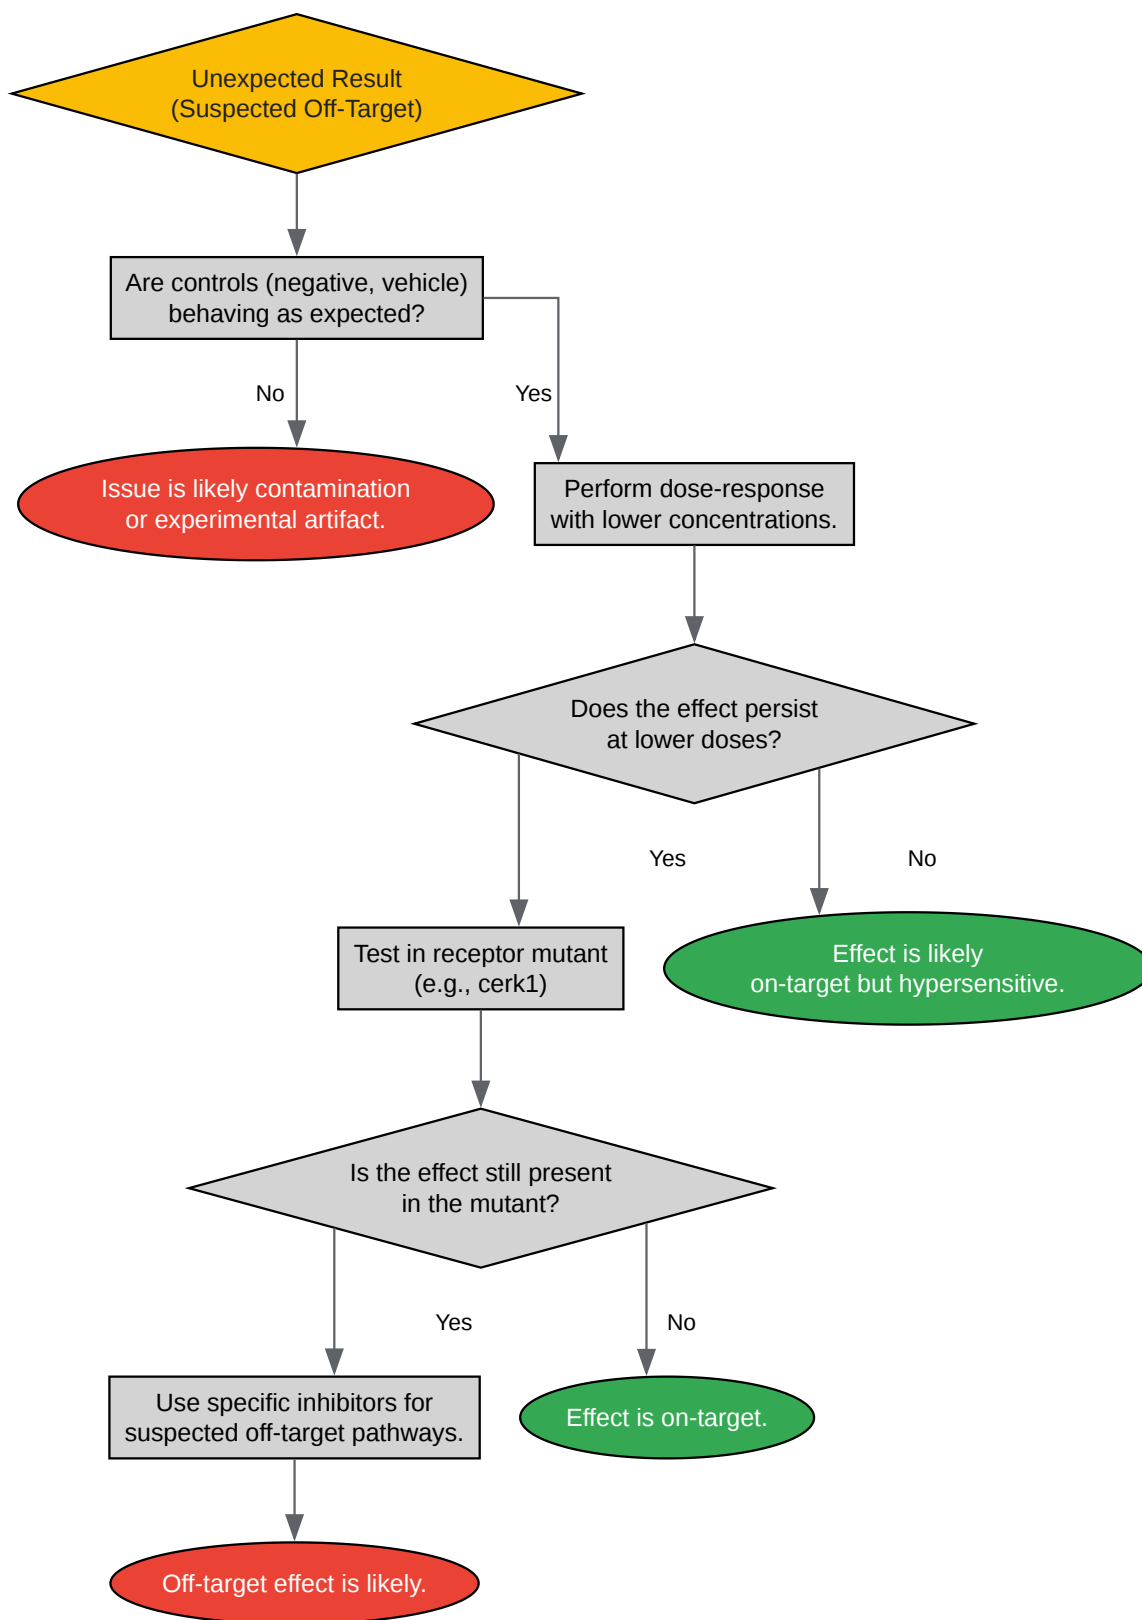 Unexpected Result
(Suspected Off-Target)
Are controls (negative, vehicle)
behaving as expected?
No
Yes
Issue is likely contamination
or experimental artifact.
Perform dose-response
with lower concentrations.
Does the effect persist
at lower doses?
Yes
No
Test in receptor mutant
(e.g., cerk1)
Effect is likely
on-target but hypersensitive.
Is the effect still present
in the mutant?
Yes
No
Use specific inhibitors for
suspected off-target pathways.
Effect is on-target.
Off-target effect is likely.